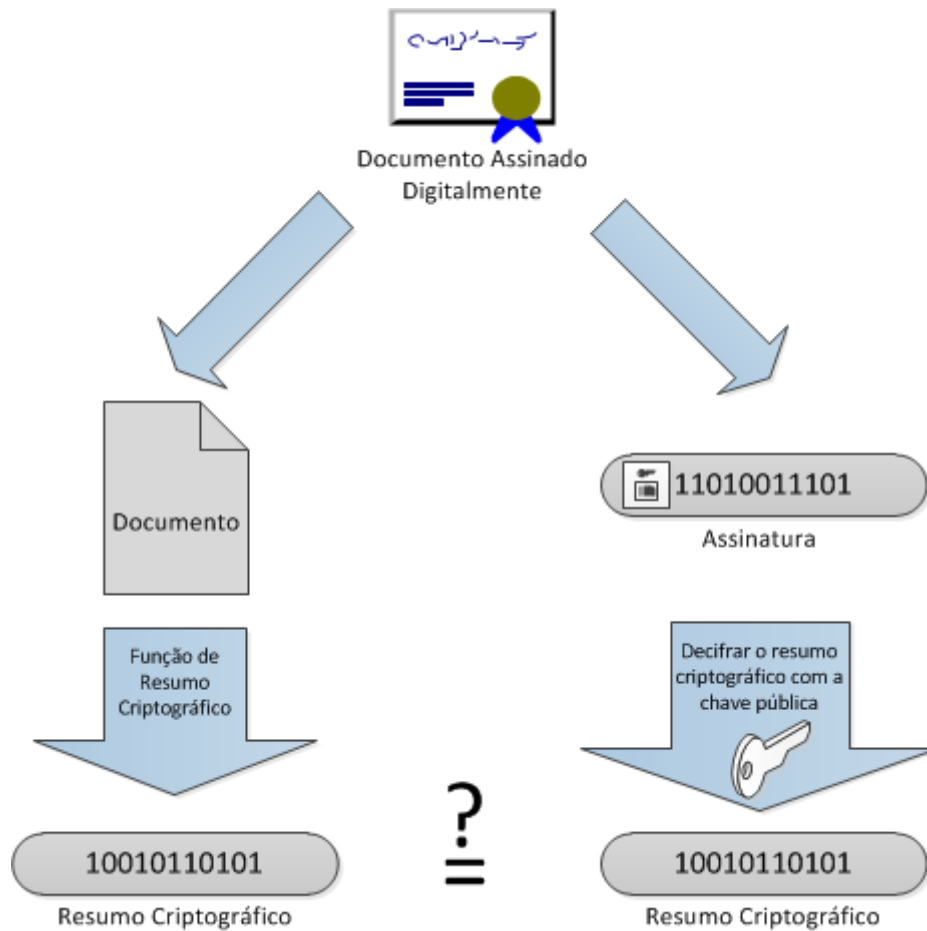 Documento Assinado
Digitalmente
Documento
11010011101
Assinatura
Função de
Resumo
Criptográfico
Decifrar o resumo
criptográfico com a
chave pública
?
=
10010110101
Resumo Criptográfico
10010110101
Resumo Criptográfico